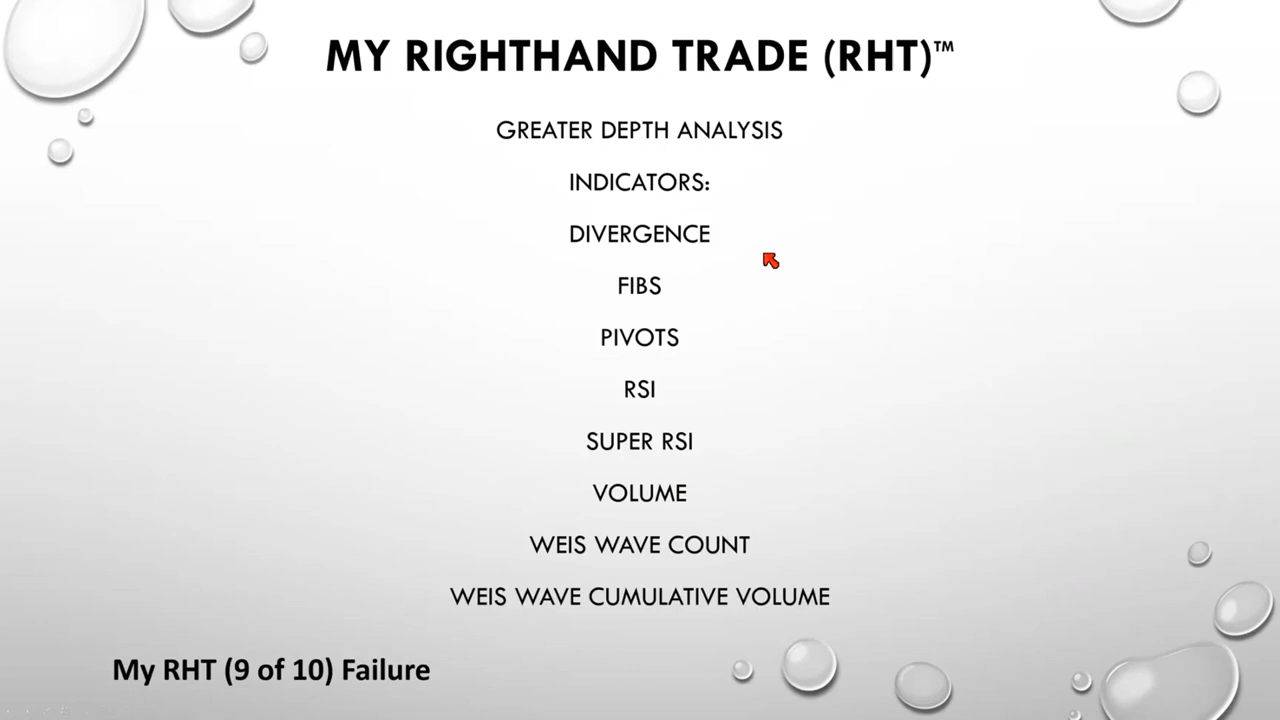 MY RIGHTHAND TRADE (RHT)™
GREATER DEPTH ANALYSIS
INDICATORS:
DIVERGENCE
FIBS
PIVOTS
RSI
SUPER RSI
VOLUME
WEIS WAVE COUNT
WEIS WAVE CUMULATIVE VOLUME
My RHT (9 of 10) Failure